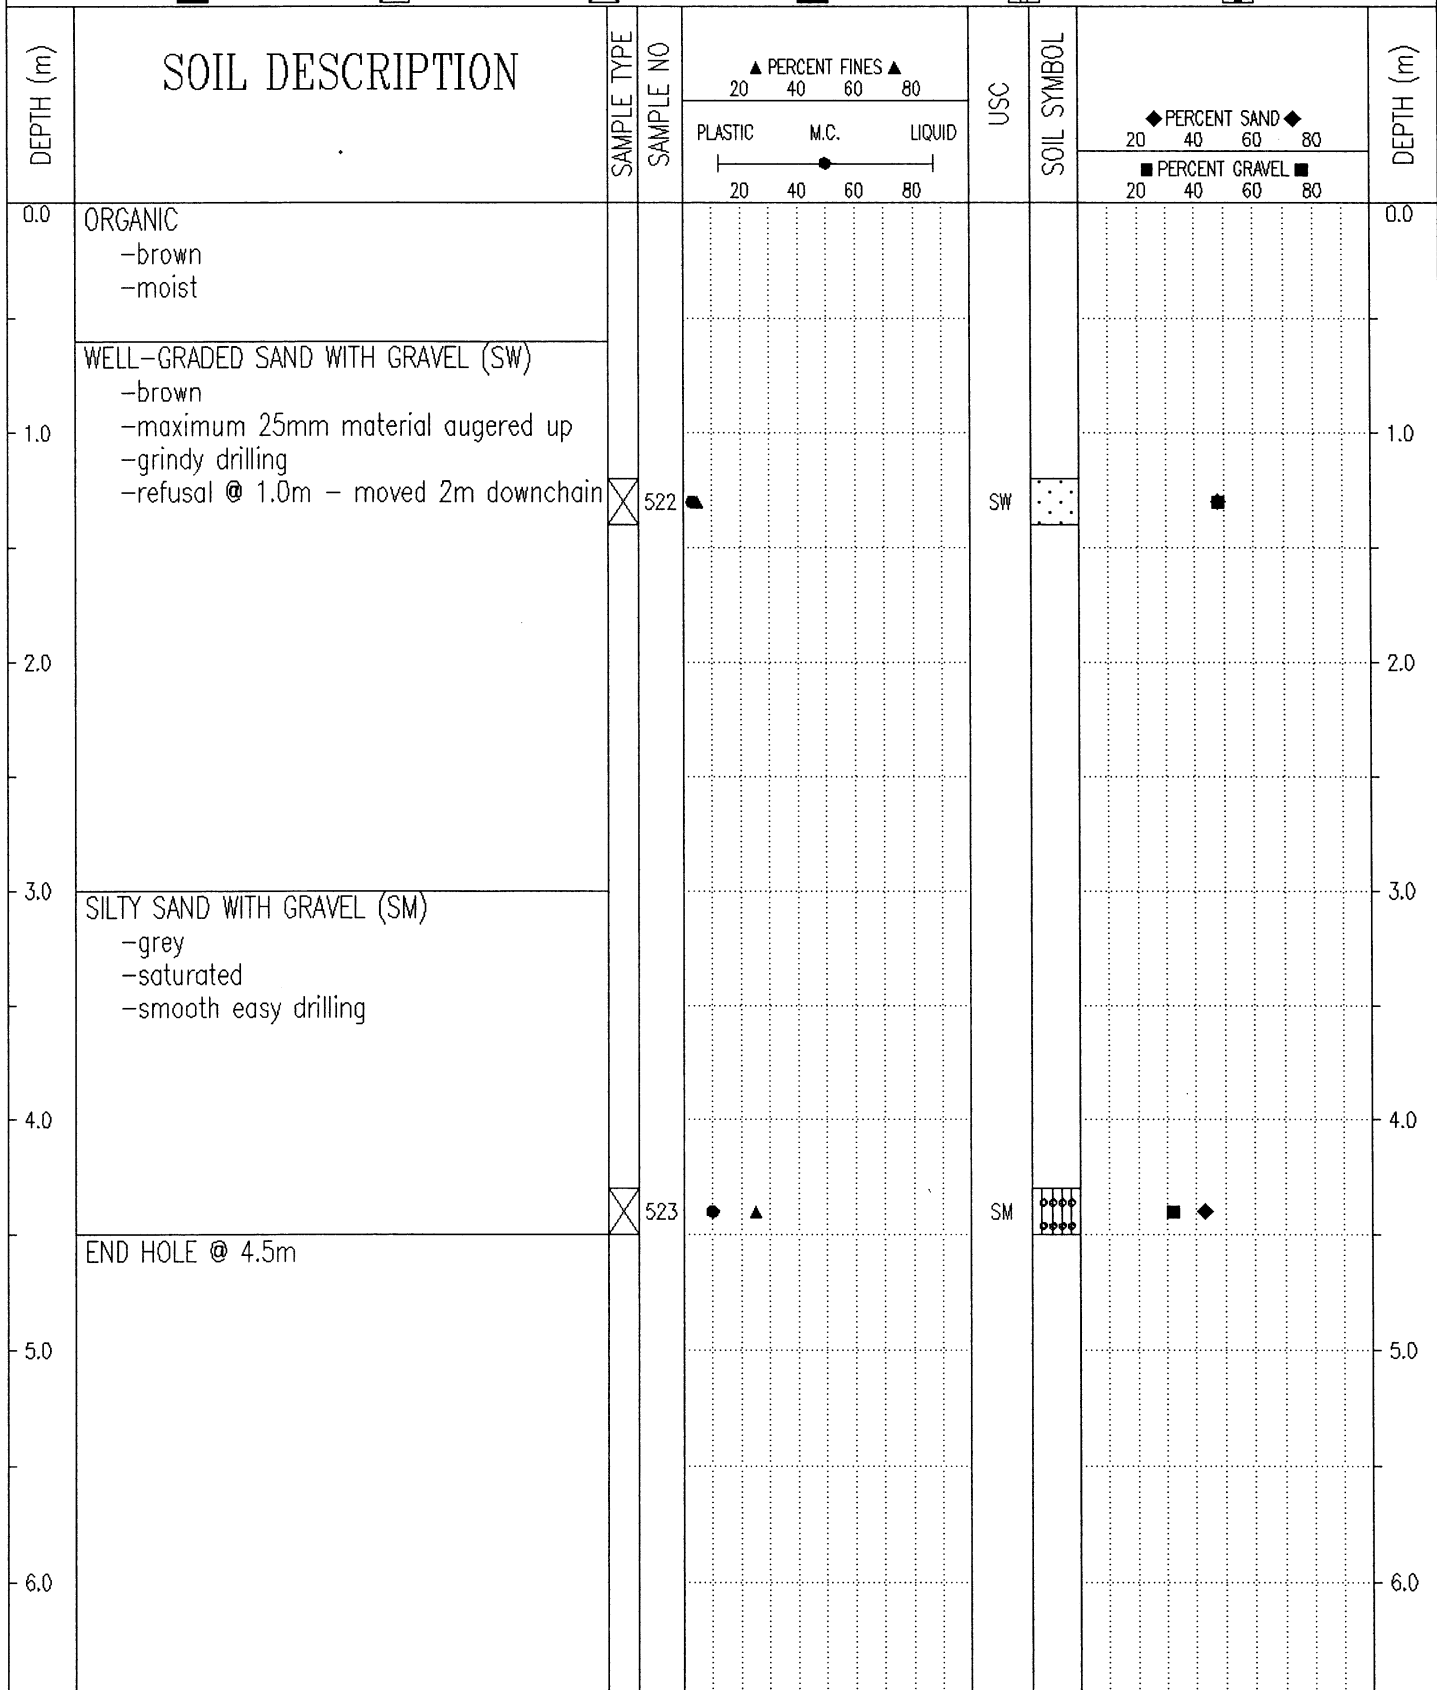 DEPTH (m)
SOIL DESCRIPTION
SAMPLE TYPE
SAMPLE NO
▲ PERCENT FINES ▲
20 40 60 80
PLASTIC M.C. LIQUID
20 40 60 80
USC
SOIL SYMBOL
◆ PERCENT SAND ◆
20 40 60 80
■ PERCENT GRAVEL ■
20 40 60 80
DEPTH (m)
0.0 0.0
ORGANIC
-brown
-moist
WELL-GRADED SAND WITH GRAVEL (SW)
-brown
-maximum 25mm material augered up
1.0 1.0
-grindy drilling
-refusal @ 1.0m - moved 2m downchain
522 SW
2.0 2.0
3.0 3.0
SILTY SAND WITH GRAVEL (SM)
-grey
-saturated
-smooth easy drilling
4.0 4.0
523 SM
END HOLE @ 4.5m
5.0 5.0
6.0 6.0